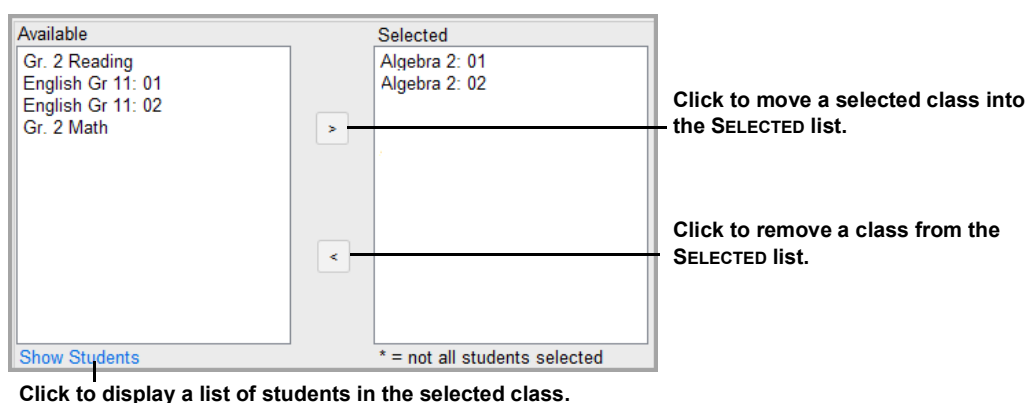 Available
Gr. 2 Reading
English Gr 11: 01
English Gr 11: 02
Gr. 2 Math
Show Students
>
<
Selected
Algebra 2: 01
Algebra 2: 02
* = not all students selected
Click to move a selected class into
the SELECTED list.
Click to remove a class from the
SELECTED list.
Click to display a list of students in the selected class.